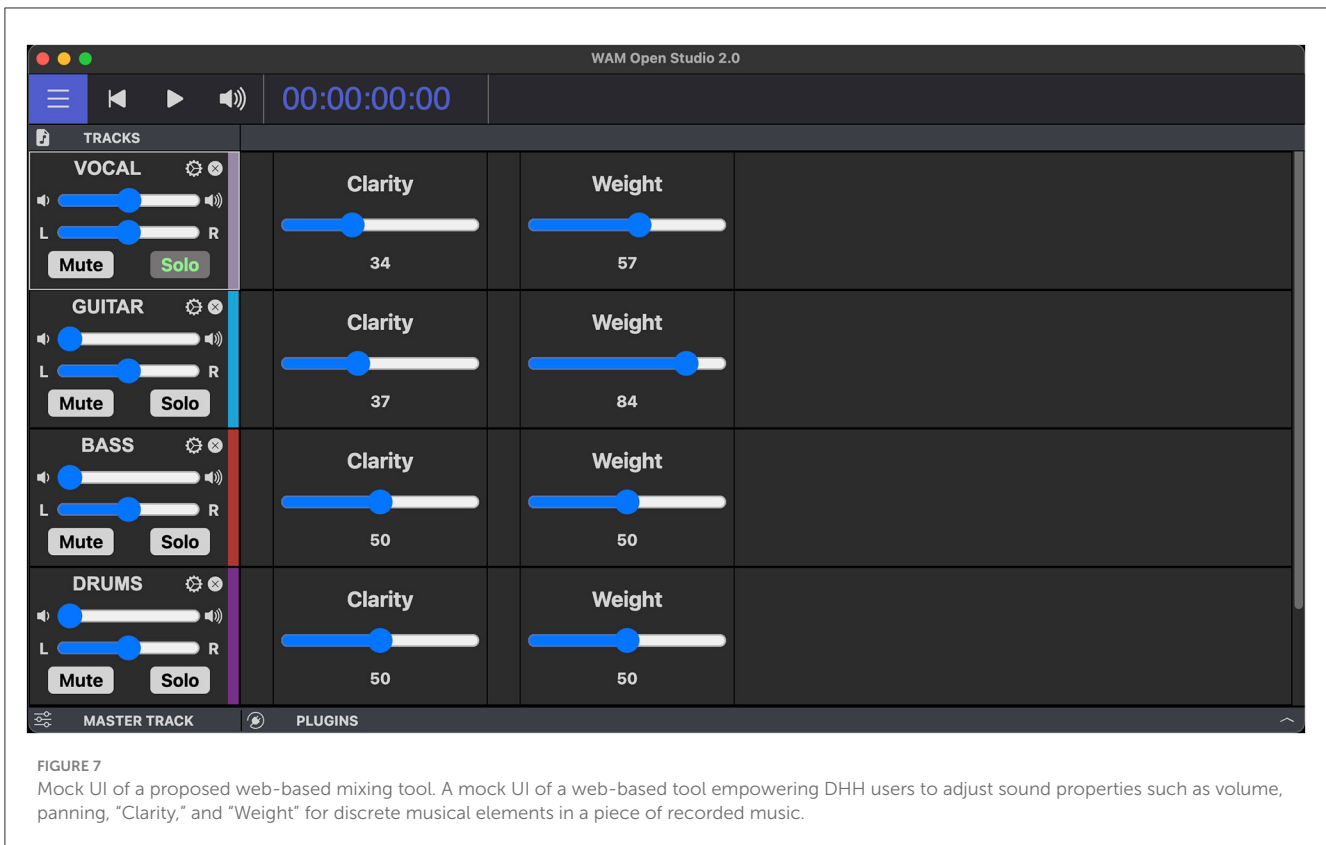 WAM Open Studio 2.0
00:00:00:00
TRACKS
VOCAL
Clarity
Weight
L R
Mute Solo
34
57
GUITAR
Clarity
Weight
L R
Mute Solo
37
84
BASS
Clarity
Weight
L R
Mute Solo
50
50
DRUMS
Clarity
Weight
L R
Mute Solo
50
50
MASTER TRACK
PLUGINS
FIGURE 7
Mock UI of a proposed web-based mixing tool. A mock UI of a web-based tool empowering DHH users to adjust sound properties such as volume,
panning, “Clarity,” and “Weight” for discrete musical elements in a piece of recorded music.